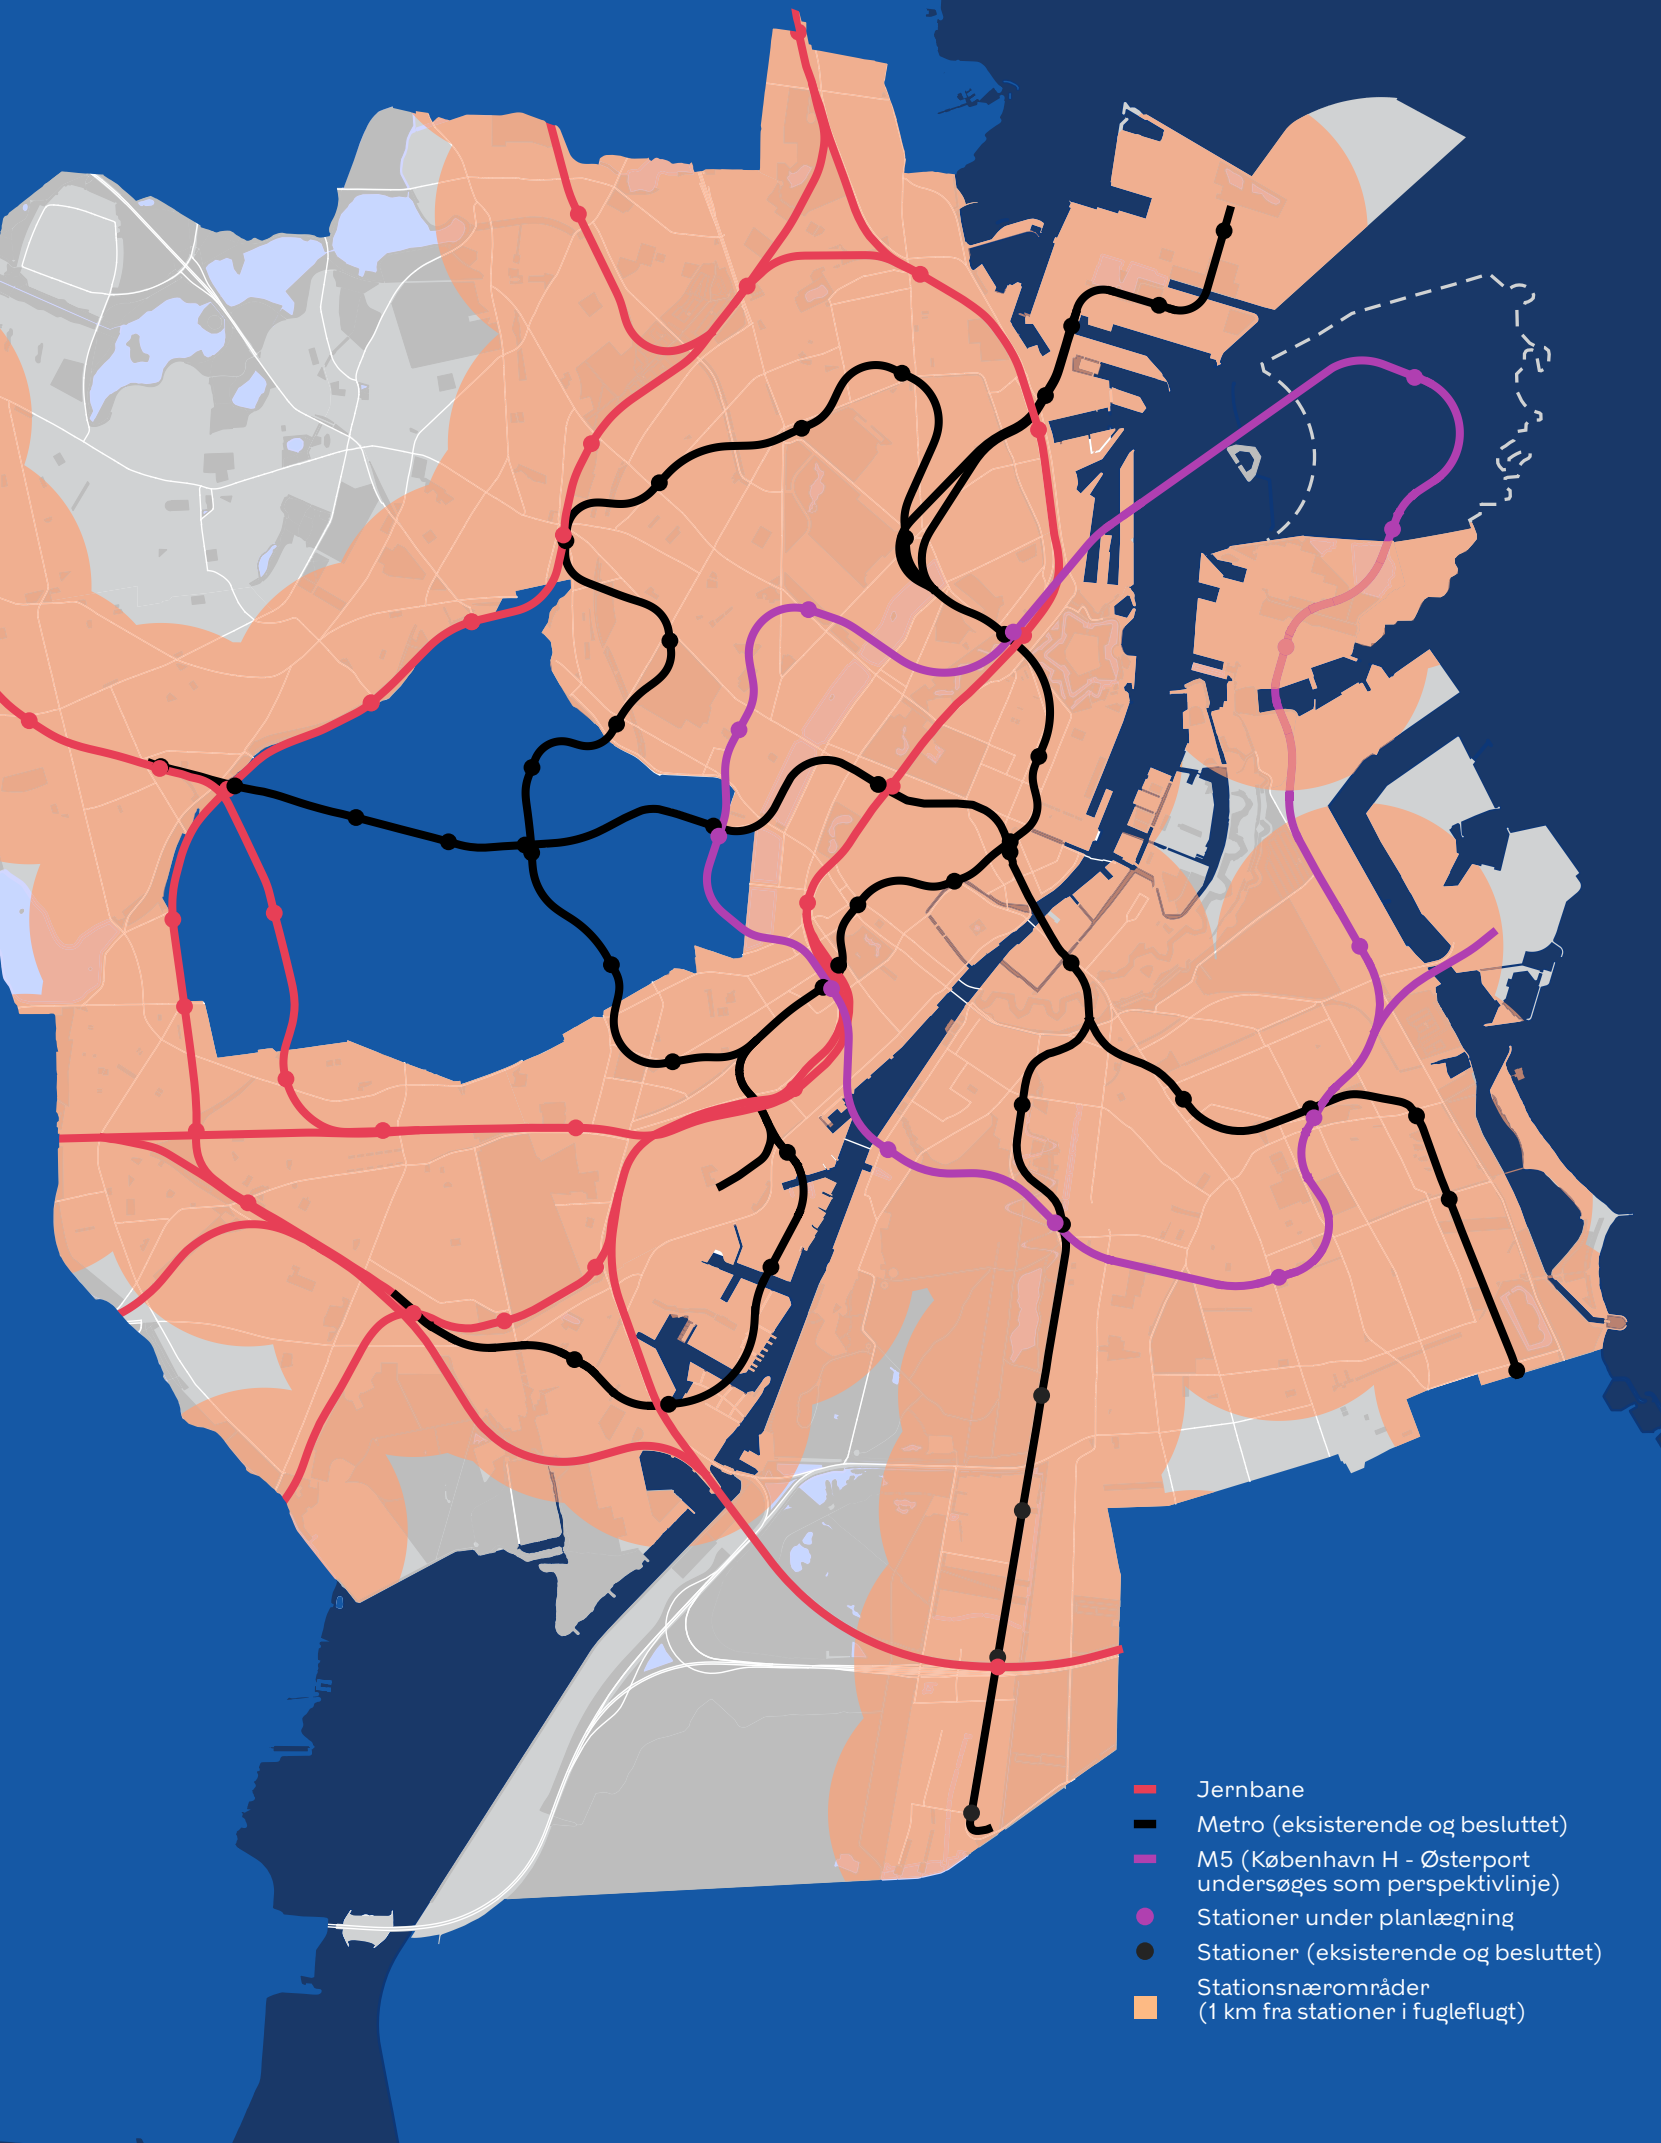 Jernbane
Metro (eksisterende og besluttet)
M5 (København H - Østerport
undersøges som perspektivlinje)
Stationer under planlægning
Stationer (eksisterende og besluttet)
Stationsnærområder
(1 km fra stationer i fugleflugt)